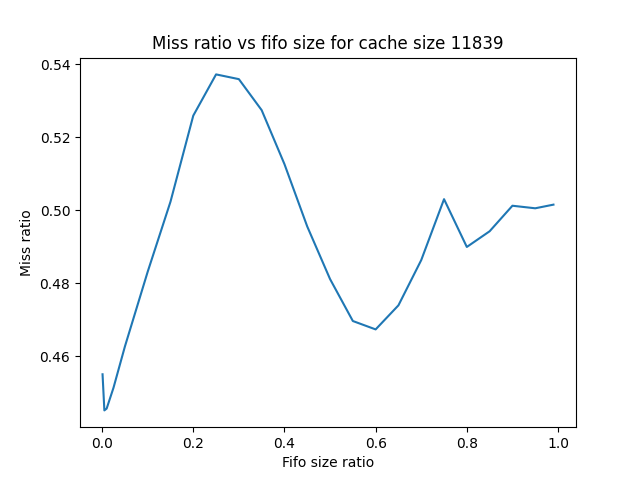 Miss ratio vs fifo size for cache size 11839
0.54
0.52
0.50
0.48
0.46
Miss ratio
0.0 0.2 0.4 0.6 0.8 1.0
Fifo size ratio